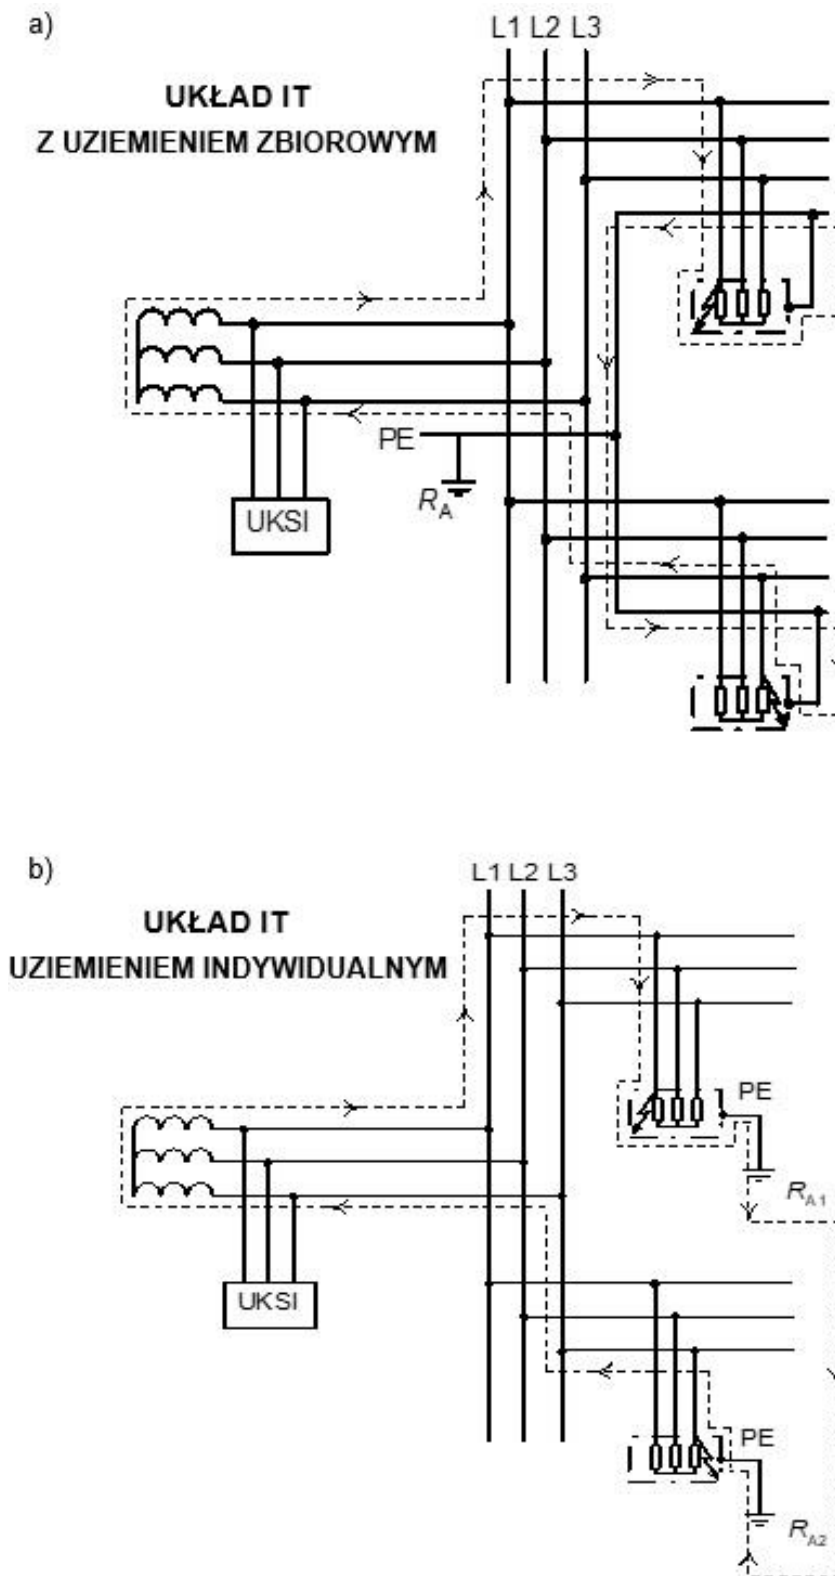 a)
L1 L2 L3
UKŁAD IT
Z UZIEMIENIEM ZBIOROWYM
PE
RA
UKSI
b)
L1 L2 L3
UKŁAD IT
UZIEMIENIEM INDYWIDUALNYM
PE
RA1
UKSI
PE
RA2